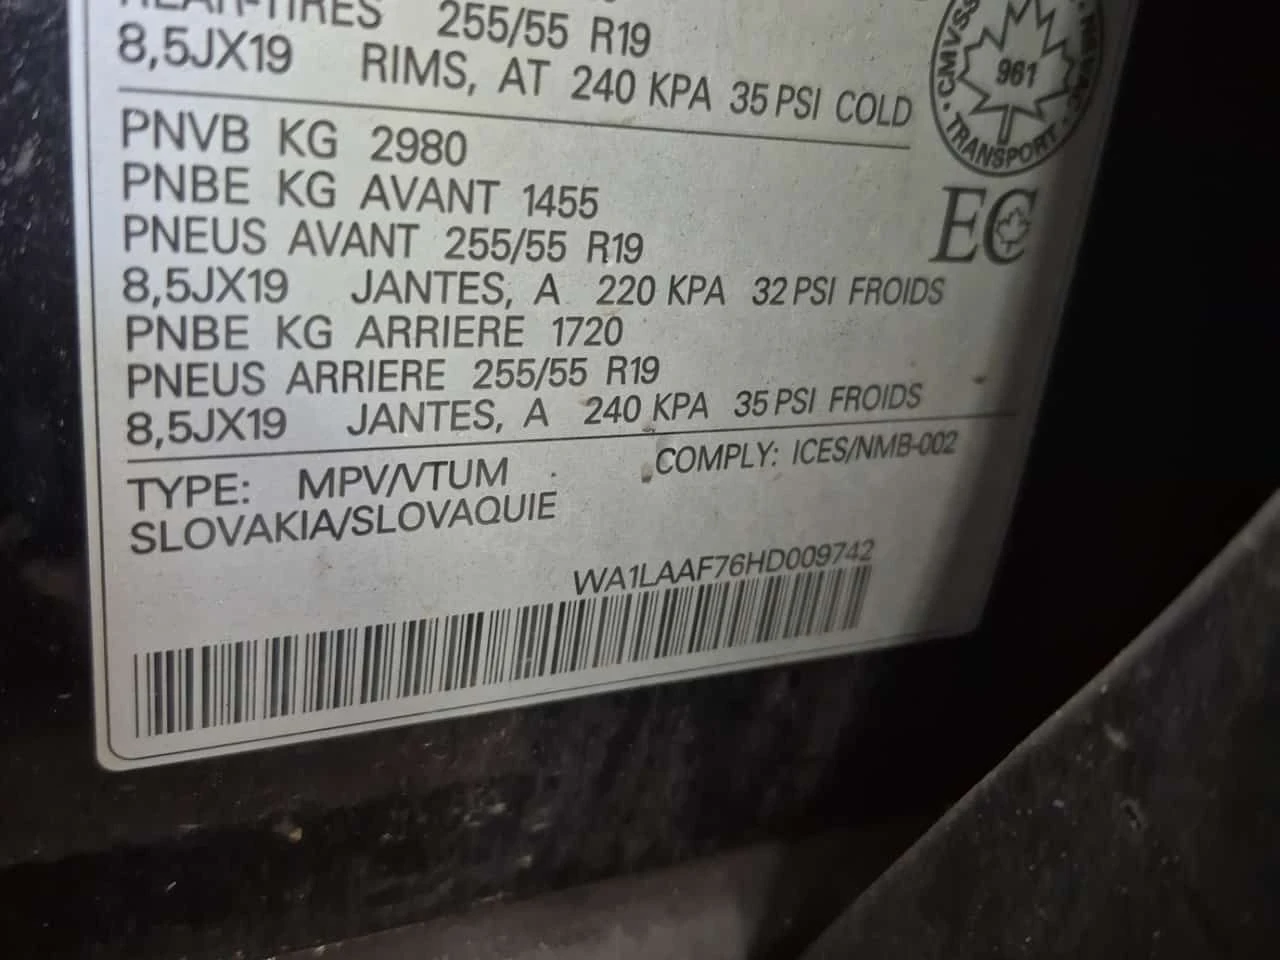 REAR-TIRES 255/55 R19
8,5JX19 RIMS, AT 240 KPA 35 PSI COLD
PNVB KG 2980
PNBE KG AVANT 1455
PNEUS AVANT 255/55 R19
8,5JX19 JANTES, A 220 KPA 32 PSI FROIDS
PNBE KG ARRIERE 1720
PNEUS ARRIERE 255/55 R19
8,5JX19 JANTES, A 240 KPA 35 PSI FROIDS
TYPE: MPV/VTUM COMPLY: ICES/NMB-002
SLOVAKIA/SLOVAQUIE
WA1LAAF76HD009742
CMVSS
961
TRANSPORT
EC